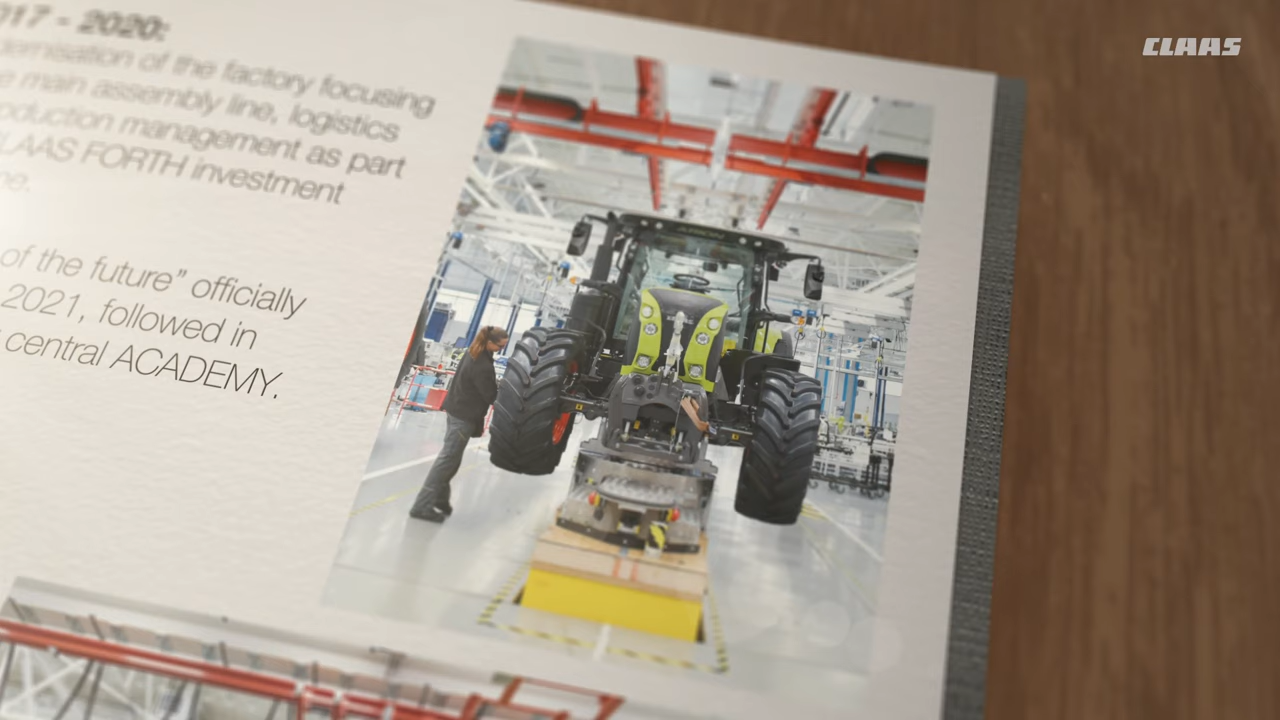 017 - 2020:
ernisation of the factory focusing
main assembly line, logistics
oduction management as part
LAAS FORTH investment
ne.
of the future” officially
2021, followed in
central ACADEMY.
CLAAS